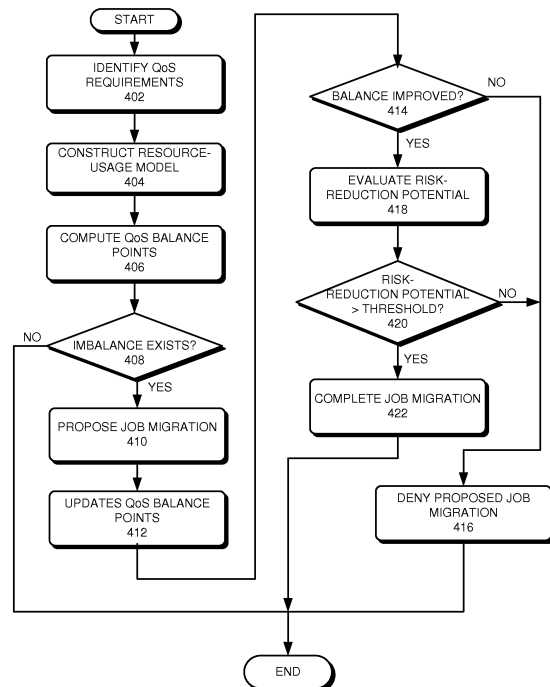 START
IDENTIFY QoS
REQUIREMENTS
402
CONSTRUCT RESOURCE-
USAGE MODEL
404
COMPUTE QoS BALANCE
POINTS
406
NO
IMBALANCE EXISTS?
408
YES
PROPOSE JOB MIGRATION
410
UPDATES QoS BALANCE
POINTS
412
BALANCE IMPROVED?
414
NO
YES
EVALUATE RISK-
REDUCTION POTENTIAL
418
RISK-
REDUCTION POTENTIAL
> THRESHOLD?
420
NO
YES
COMPLETE JOB MIGRATION
422
DENY PROPOSED JOB
MIGRATION
416
END